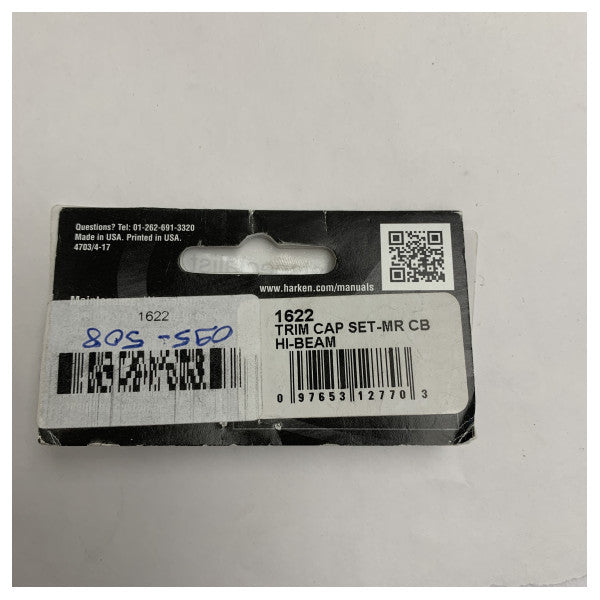 Questions? Tel: 01-262-691-3320
Made in USA. Printed in USA.
4703/4-17
www.harken.com/manuals
1622
095-508
1622
TRIM CAP SET-MR CB
HI-BEAM
0 97653 12770 3